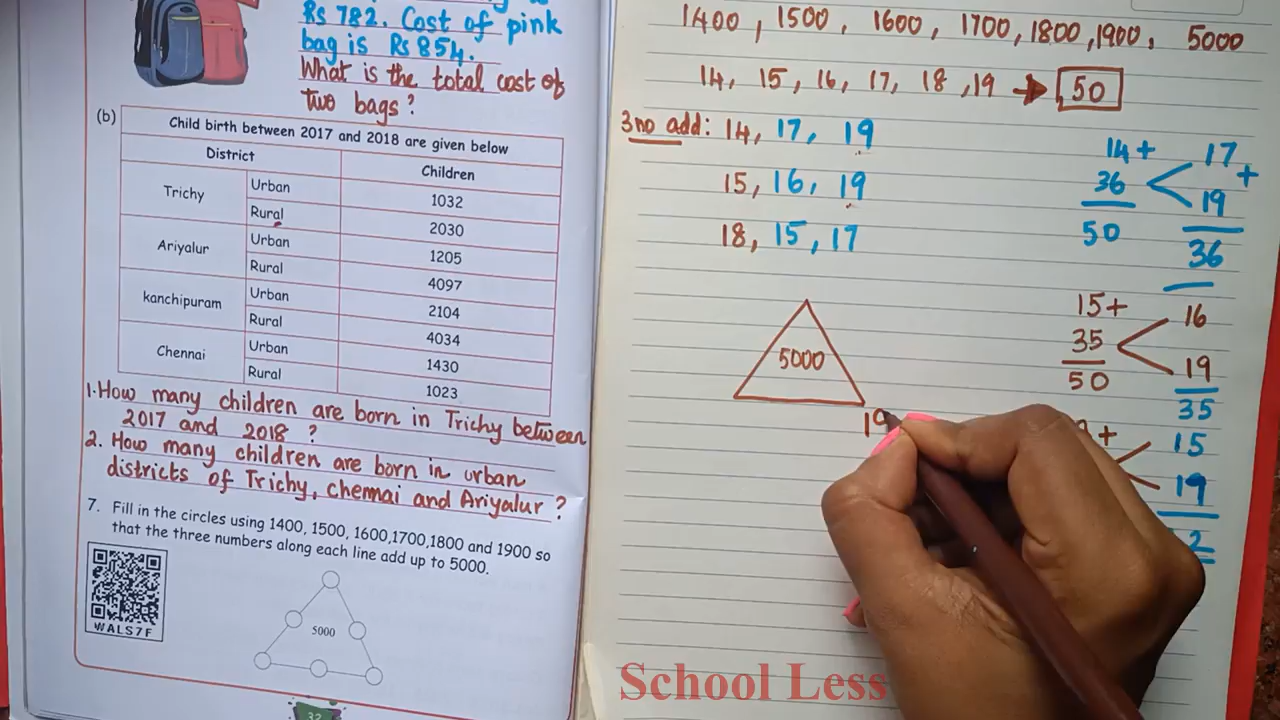 Rs 782. Cost of pink
bag is Rs 854.
What is the total cost of
two bags?
(b)
Child birth between 2017 and 2018 are given below
District Children
Trichy Urban 1032
Rural 2030
Ariyalur Urban 1205
Rural 4097
kanchipuram Urban 2104
Rural 4034
Chennai Urban 1430
Rural 1023
1. How many children are born in Trichy between
2017 and 2018 ?
2. How many children are born in urban
districts of Trichy, Chennai and Ariyalur ?
7. Fill in the circles using 1400, 1500, 1600,1700,1800 and 1900 so
that the three numbers along each line add up to 5000.
WALS7F
5000
32
1400, 1500, 1600, 1700, 1800, 1900, 5000
14, 15, 16, 17, 18, 19 → 50
3 no add: 14, 17, 19
15, 16, 19
18, 15, 17
14+
36
50
17
+
19
36
15+
35
50
16
19
35
+
15
19
2
5000
19
School Less